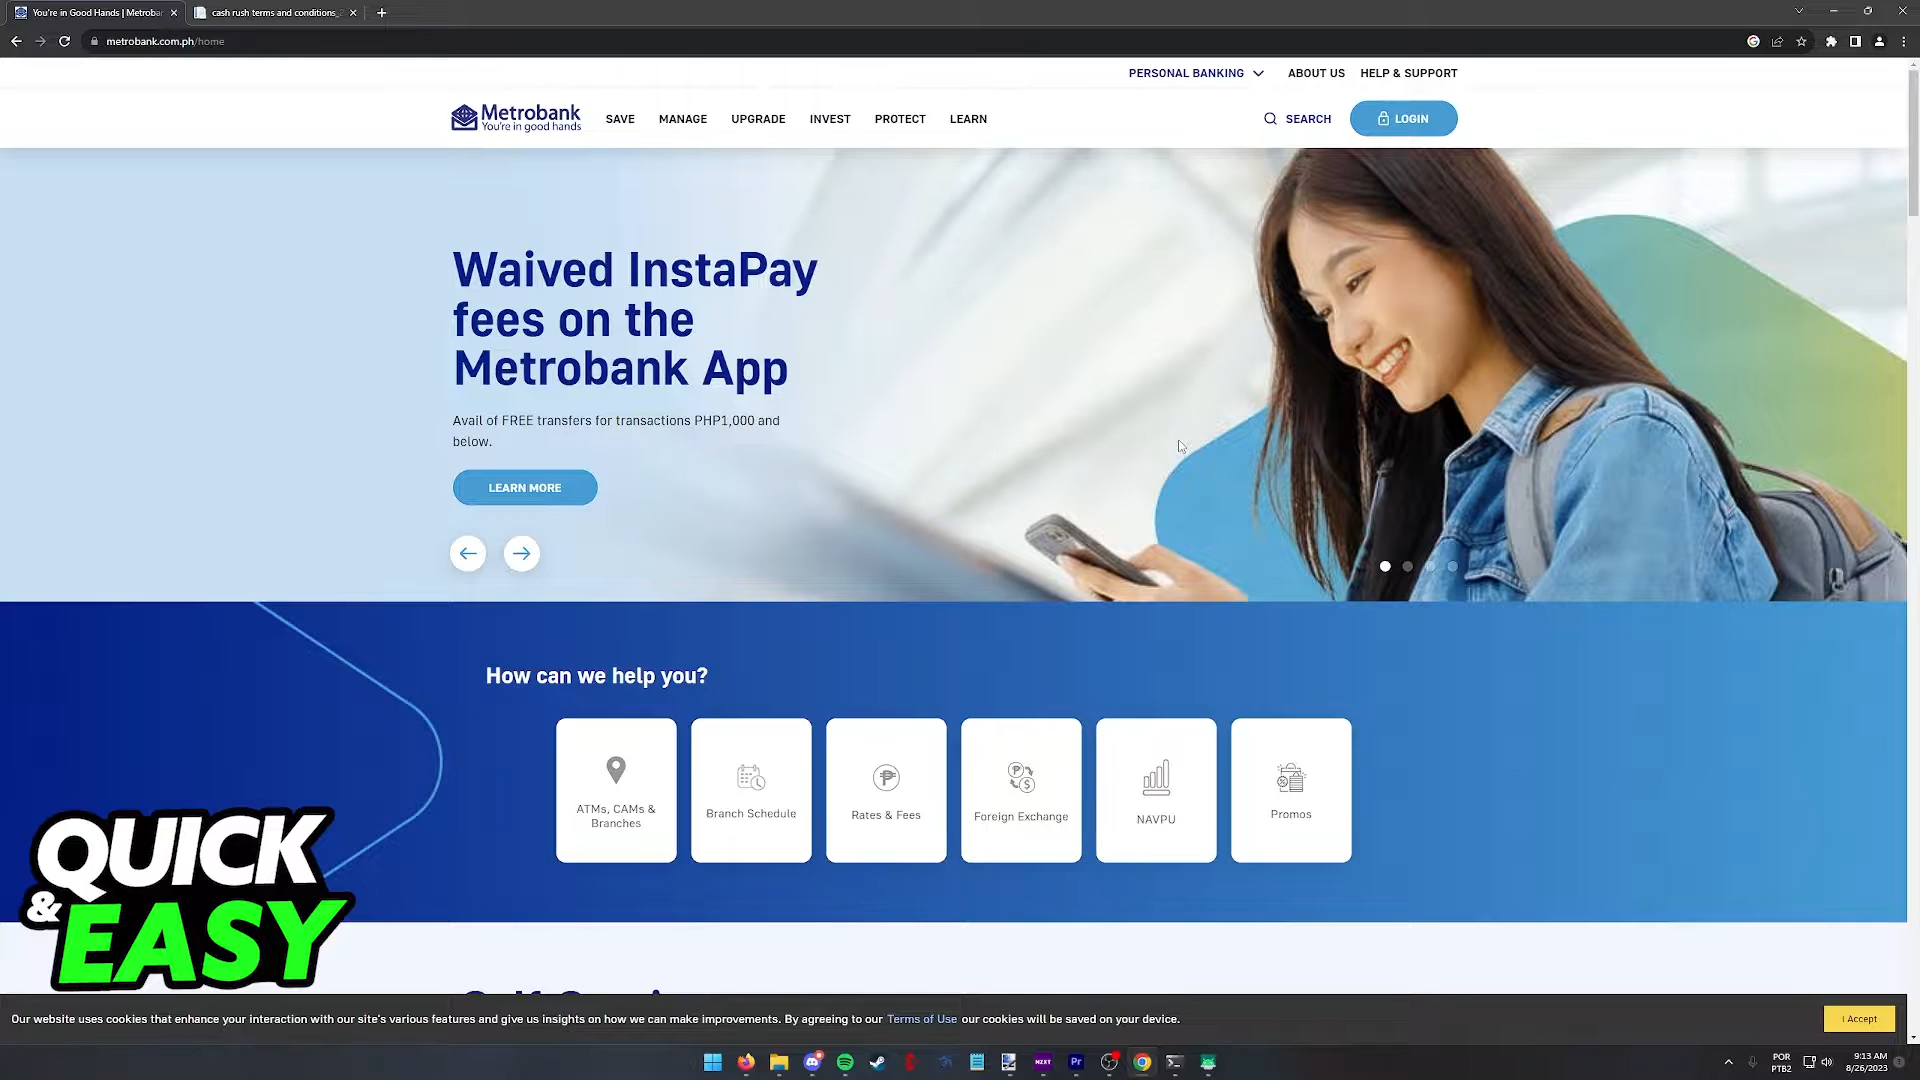 You're in Good Hands | Metrobar
cash rush terms and conditions_
metrobank.com.ph/home
PERSONAL BANKING
ABOUT US
HELP & SUPPORT
Metrobank
You're in good hands
SAVE
MANAGE
UPGRADE
INVEST
PROTECT
LEARN
SEARCH
LOGIN
Waived InstaPay
fees on the
Metrobank App
Avail of FREE transfers for transactions PHP1,000 and
below.
LEARN MORE
How can we help you?
ATMs, CAMs &
Branches
Branch Schedule
Rates & Fees
Foreign Exchange
NAVPU
Promos
QUICK
& EASY
Our website uses cookies that enhance your interaction with our site's various features and give us insights on how we can make improvements. By agreeing to our Terms of Use our cookies will be saved on your device.
I Accept
NZXT
Pr
POR
PTB2
9:13 AM
8/26/2023